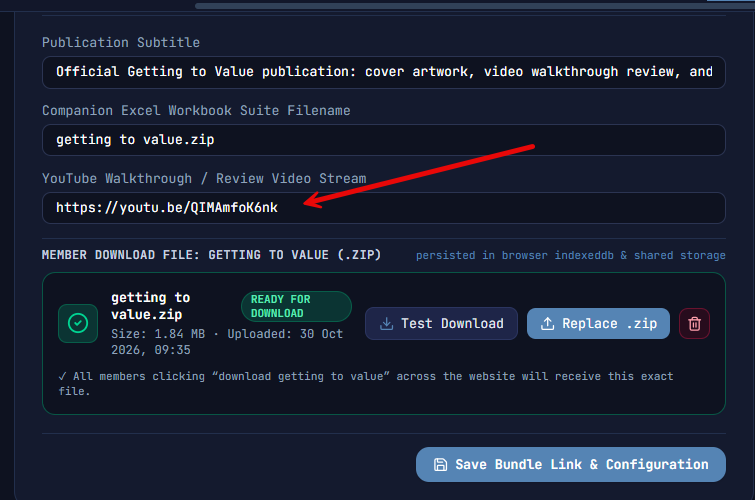 Publication Subtitle
Official Getting to Value publication: cover artwork, video walkthrough review, and
Companion Excel Workbook Suite Filename
getting to value.zip
YouTube Walkthrough / Review Video Stream
https://youtu.be/QIMAmfoK6nk
MEMBER DOWNLOAD FILE: GETTING TO VALUE (.ZIP)
persisted in browser indexeddb & shared storage
getting to
value.zip
READY FOR
DOWNLOAD
Size: 1.84 MB · Uploaded: 30 Oct
2026, 09:35
Test Download
Replace .zip
✓ All members clicking “download getting to value” across the website will receive this exact
file.
Save Bundle Link & Configuration